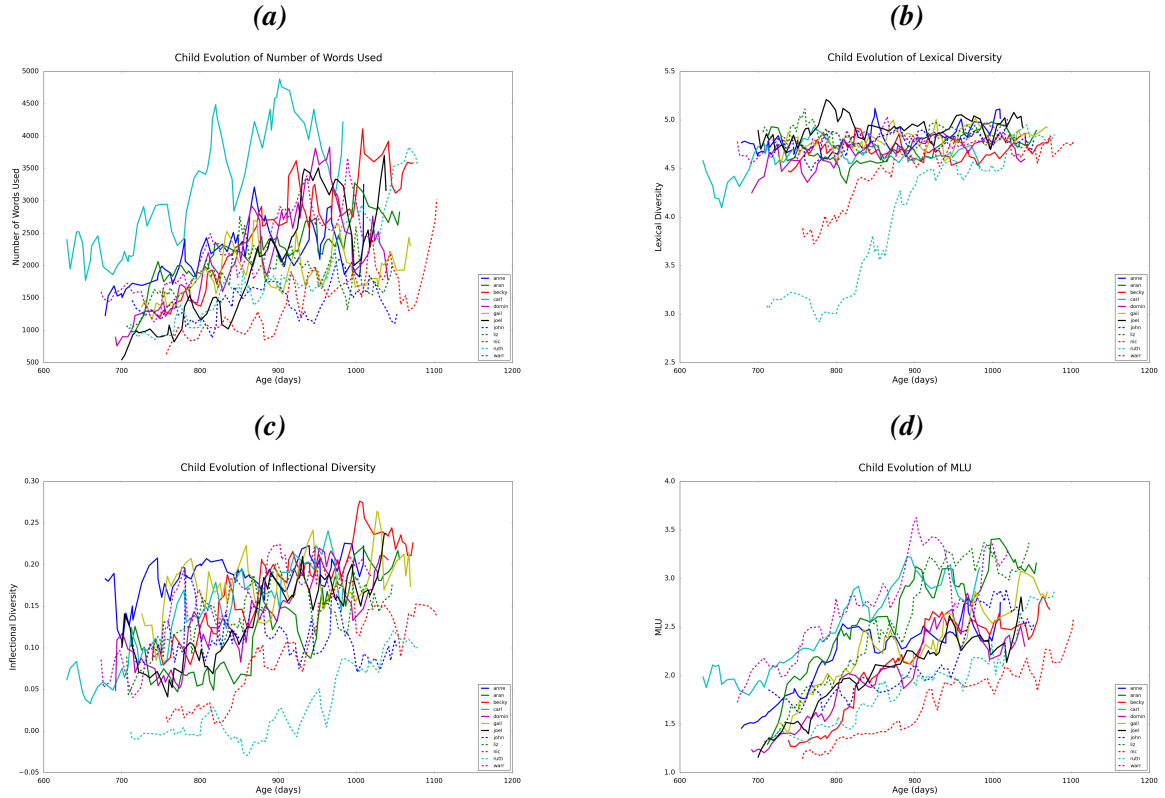 (a)
Child Evolution of Number of Words Used
5000
4500
4000
3500
3000
2500
2000
1500
1000
500
Number of Words Used
600
700
800
900
1000
1100
1200
Age (days)
anne
aran
becky
carl
domin
gail
joel
john
liz
nic
ruth
warr
(b)
Child Evolution of Lexical Diversity
5.5
5.0
4.5
4.0
3.5
3.0
2.5
Lexical Diversity
600
700
800
900
1000
1100
1200
Age (days)
anne
aran
becky
carl
domin
gail
joel
john
liz
nic
ruth
warr
(c)
Child Evolution of Inflectional Diversity
0.30
0.25
0.20
0.15
0.10
0.05
0.00
−0.05
Inflectional Diversity
600
700
800
900
1000
1100
1200
Age (days)
anne
aran
becky
carl
domin
gail
joel
john
liz
nic
ruth
warr
(d)
Child Evolution of MLU
4.0
3.5
3.0
2.5
2.0
1.5
1.0
MLU
600
700
800
900
1000
1100
1200
Age (days)
anne
aran
becky
carl
domin
gail
joel
john
liz
nic
ruth
warr